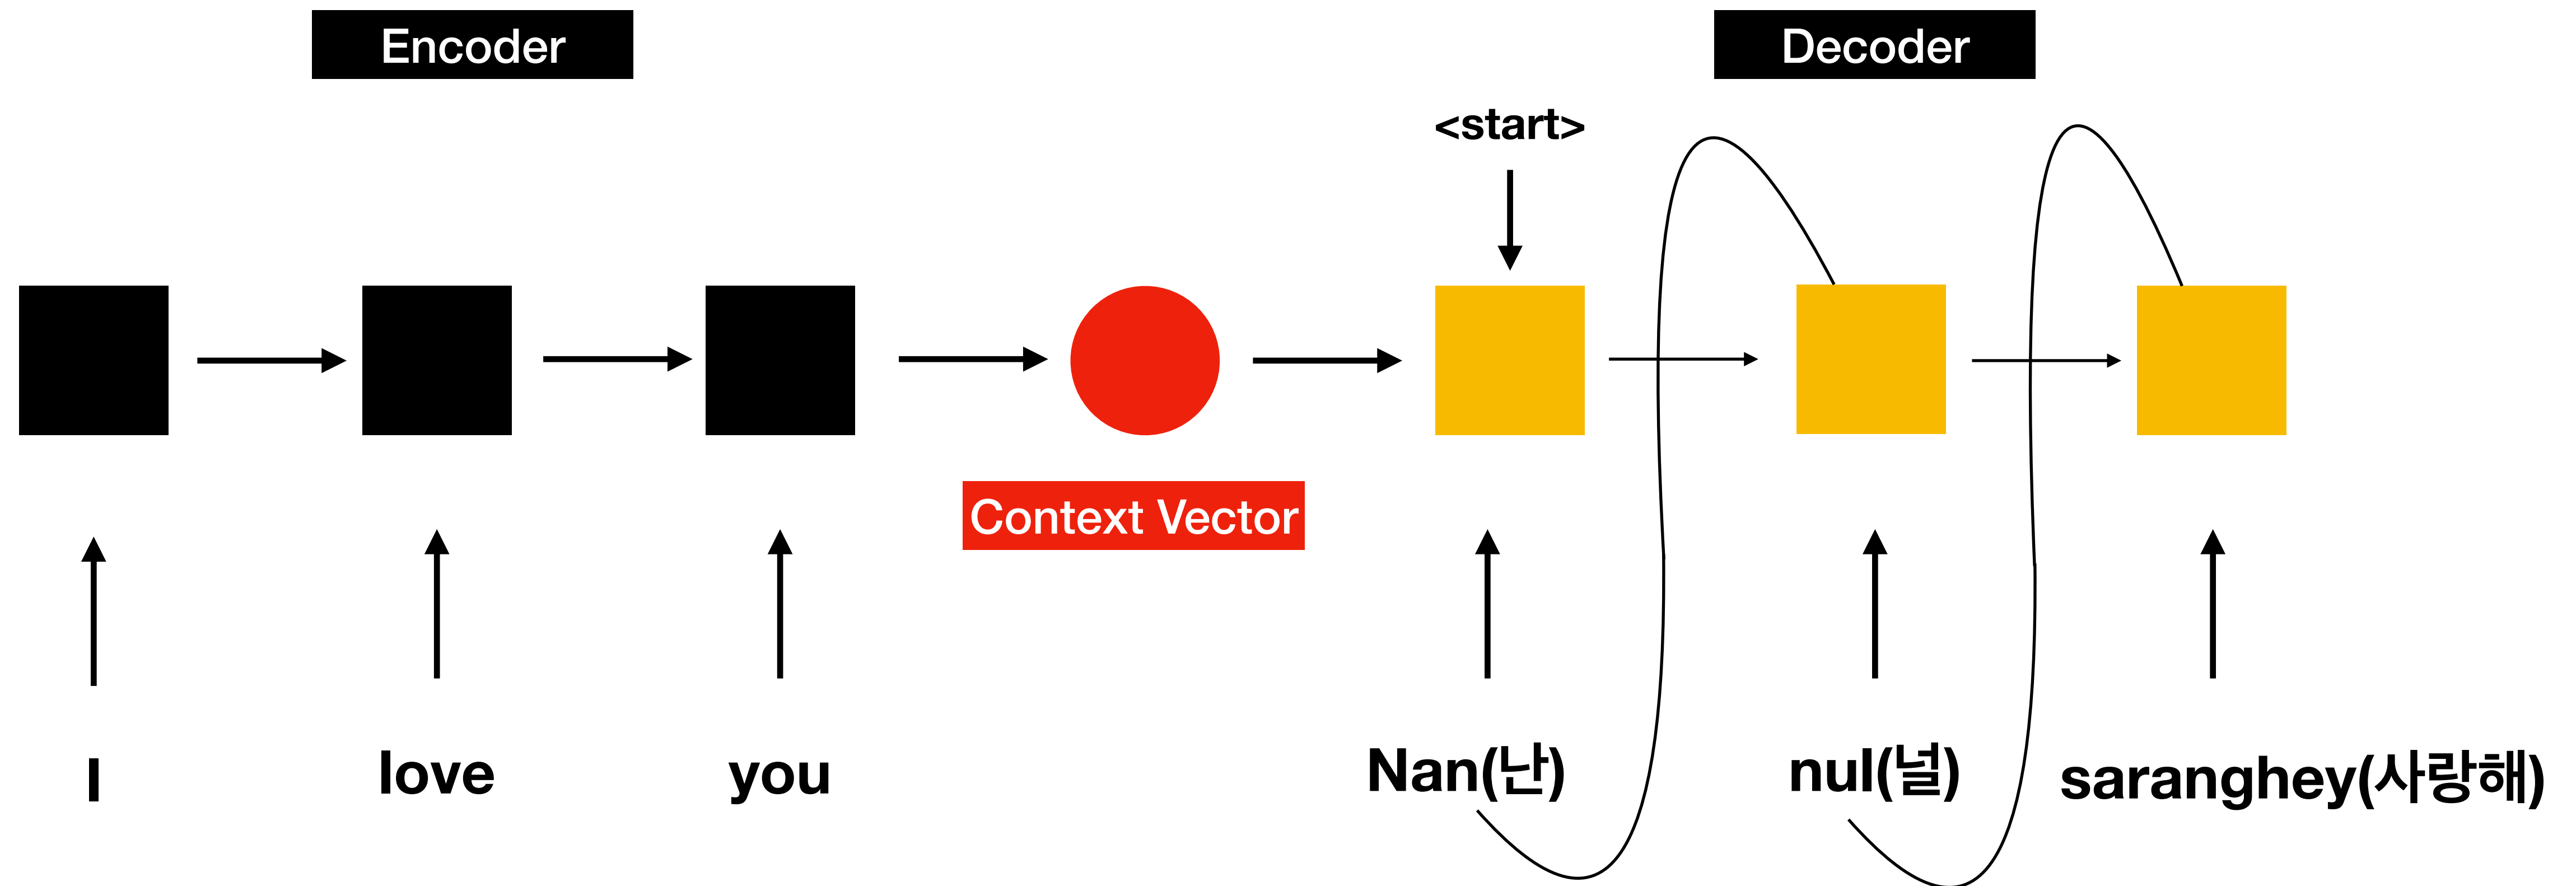 Encoder
Decoder
<start>
Context Vector
I
love
you
Nan(난)
nul(널)
saranghey(사랑해)